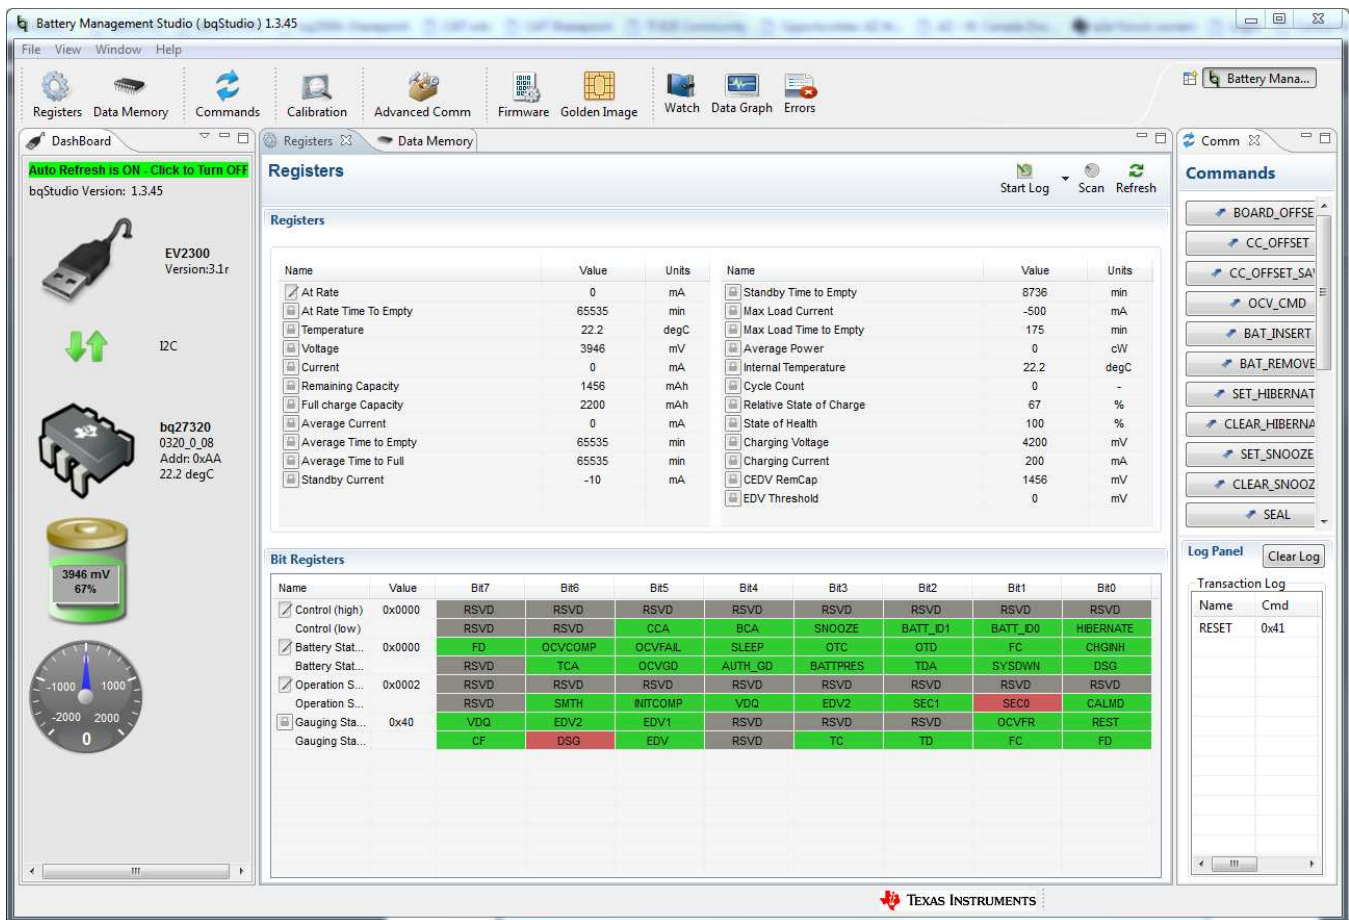 Battery Management Studio ( bqStudio ) 1.3.45
File View Window Help
Registers Data Memory Commands Calibration Advanced Comm Firmware Golden Image Watch Data Graph Errors
Battery Mana...
DashBoard
Auto Refresh is ON - Click to Turn OFF
bqStudio Version: 1.3.45
EV2300
Version:3.1r
I2C
bq27320
0320_0_08
Addr: 0xAA
22.2 degC
3946 mV
67%
-1000 1000
-2000 2000
0
Registers Data Memory
Registers
Start Log Scan Refresh
Registers
Name Value Units
At Rate 0 mA
At Rate Time To Empty 65535 min
Temperature 22.2 degC
Voltage 3946 mV
Current 0 mA
Remaining Capacity 1456 mAh
Full charge Capacity 2200 mAh
Average Current 0 mA
Average Time to Empty 65535 min
Average Time to Full 65535 min
Standby Current -10 mA
Name Value Units
Standby Time to Empty 8736 min
Max Load Current -500 mA
Max Load Time to Empty 175 min
Average Power 0 cW
Internal Temperature 22.2 degC
Cycle Count 0 -
Relative State of Charge 67 %
State of Health 100 %
Charging Voltage 4200 mV
Charging Current 200 mA
CEDV RemCap 1456 mV
EDV Threshold 0 mV
Bit Registers
Name Value Bit7 Bit6 Bit5 Bit4 Bit3 Bit2 Bit1 Bit0
Control (high) 0x0000 RSVD RSVD RSVD RSVD RSVD RSVD RSVD RSVD
Control (low) RSVD RSVD CCA BCA SNOOZE BATT_ID1 BATT_ID0 HIBERNATE
Battery Stat... 0x0000 FD OCVCOMP OCVFAIL SLEEP OTC OTD FC CHGINH
Battery Stat... RSVD TCA OCVGD AUTH_GD BATTPRES TDA SYSDWN DSG
Operation S... 0x0002 RSVD RSVD RSVD RSVD RSVD RSVD RSVD RSVD
Operation S... RSVD SMTH INITCOMP VDQ EDV2 SEC1 SEC0 CALMD
Gauging Sta... 0x40 VDQ EDV2 EDV1 RSVD RSVD RSVD OCVFR REST
Gauging Sta... CF DSG EDV RSVD TC TD FC FD
Comm
Commands
BOARD_OFFSE
CC_OFFSET
CC_OFFSET_SA
OCV_CMD
BAT_INSERT
BAT_REMOVE
SET_HIBERNAT
CLEAR_HIBERNA
SET_SNOOZE
CLEAR_SNOOZ
SEAL
Log Panel Clear Log
Transaction Log
Name Cmd
RESET 0x41
TEXAS INSTRUMENTS